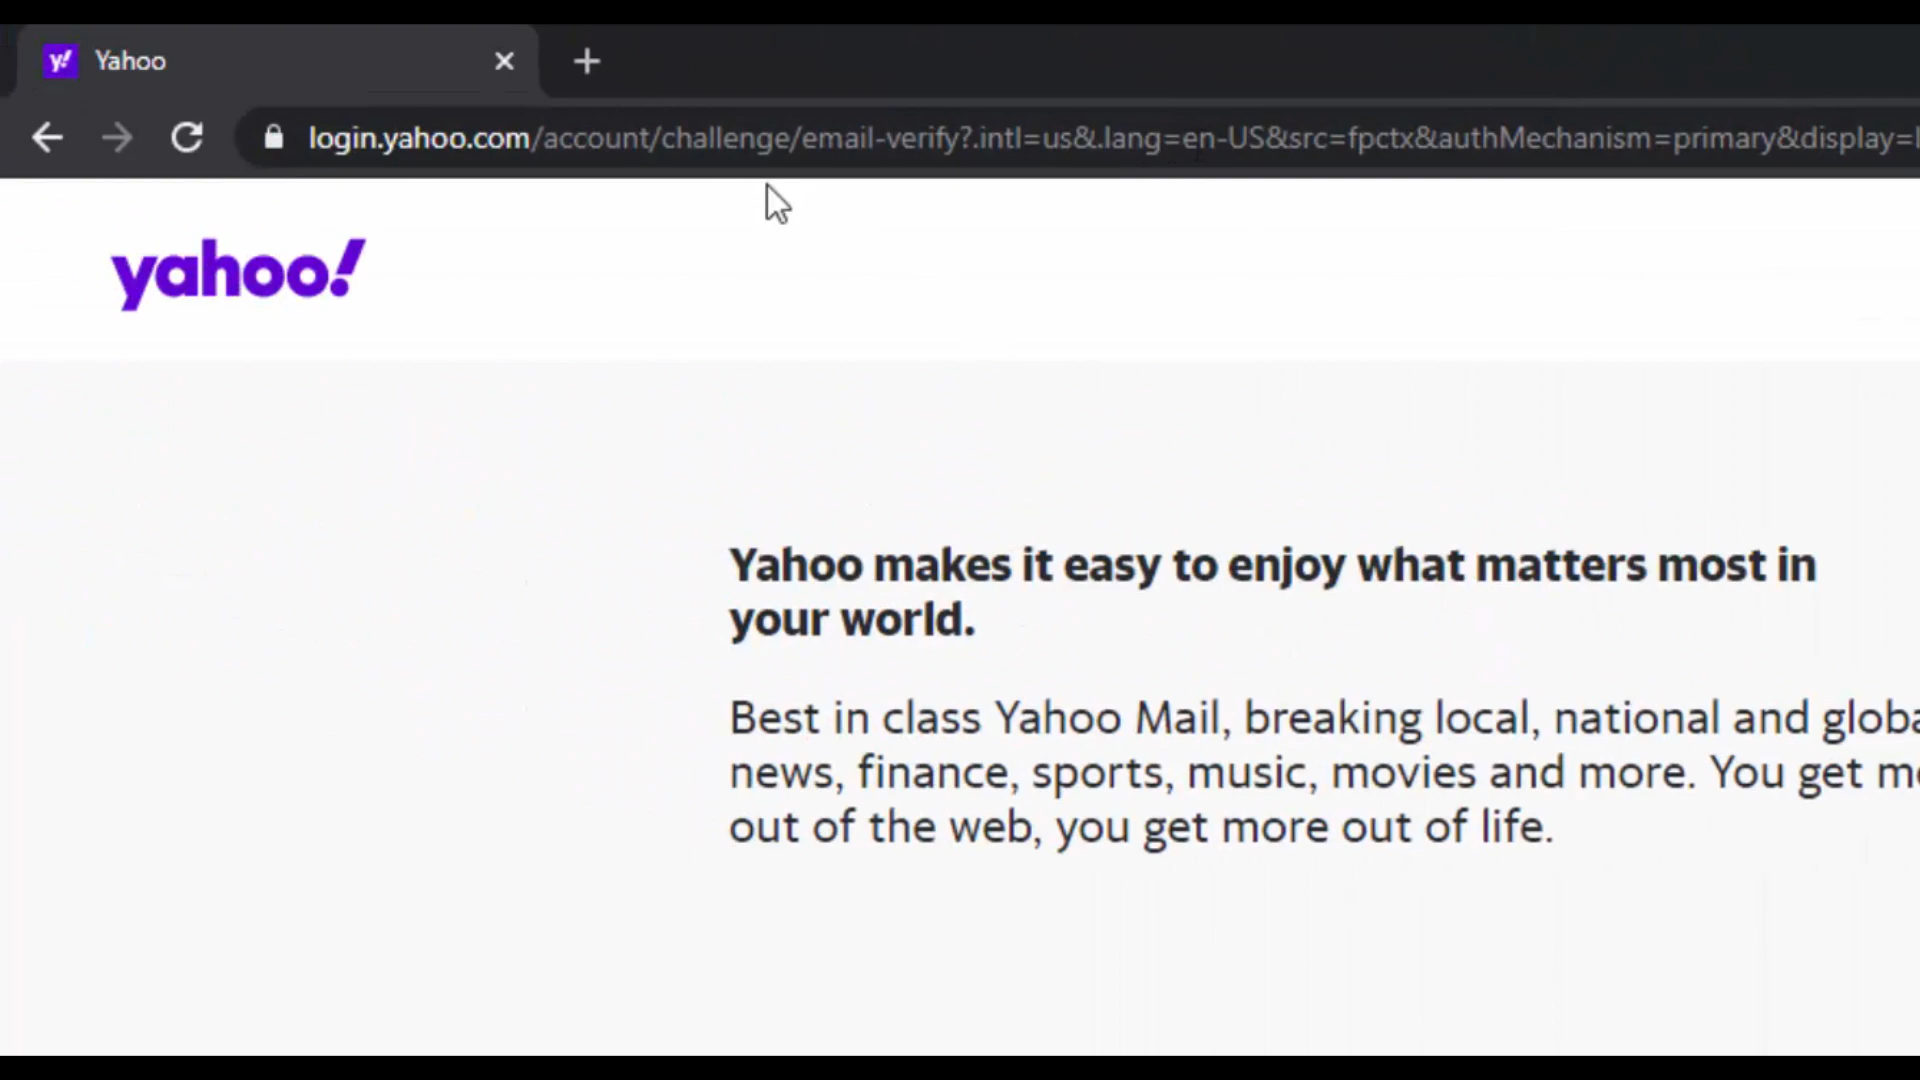 y!
Yahoo
login.yahoo.com/account/challenge/email-verify?.intl=us&.lang=en-US&src=fpctx&authMechanism=primary&display=
yahoo!
Yahoo makes it easy to enjoy what matters most in
your world.
Best in class Yahoo Mail, breaking local, national and globa
news, finance, sports, music, movies and more. You get
out of the web, you get more out of life.